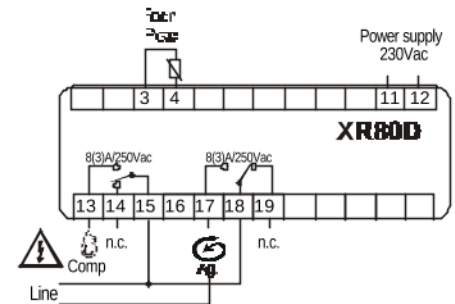 Power supply
230Vac
3 4 11 12
XR80D
8(3)A/250Vac 8(3)A/250Vac
13 14 15 16 17 18 19
n.c. n.c.
Comp
Line